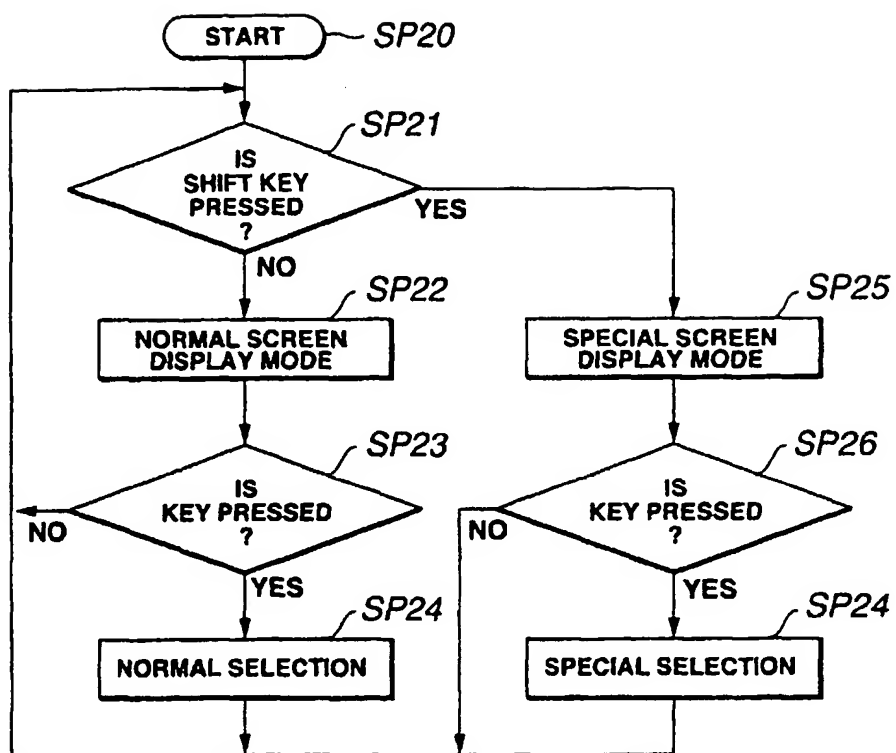 START
SP20
SP21
IS
SHIFT KEY
PRESSED
?
YES
NO
SP22
NORMAL SCREEN
DISPLAY MODE
SP25
SPECIAL SCREEN
DISPLAY MODE
SP23
IS
KEY PRESSED
?
NO
YES
SP26
IS
KEY PRESSED
?
NO
YES
SP24
NORMAL SELECTION
SP24
SPECIAL SELECTION